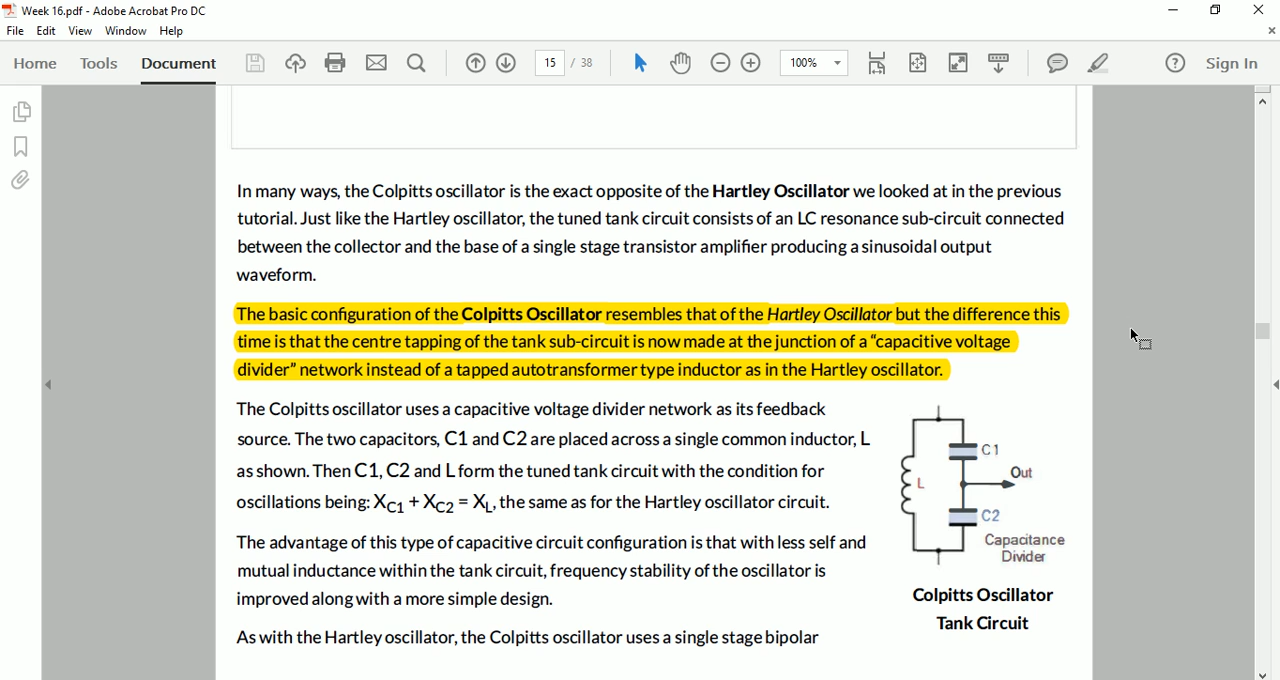 Week 16.pdf - Adobe Acrobat Pro DC
File Edit View Window Help
Home Tools Document 15 / 38 100% Sign In
In many ways, the Colpitts oscillator is the exact opposite of the Hartley Oscillator we looked at in the previous
tutorial. Just like the Hartley oscillator, the tuned tank circuit consists of an LC resonance sub-circuit connected
between the collector and the base of a single stage transistor amplifier producing a sinusoidal output
waveform.
The basic configuration of the Colpitts Oscillator resembles that of the Hartley Oscillator but the difference this
time is that the centre tapping of the tank sub-circuit is now made at the junction of a “capacitive voltage
divider” network instead of a tapped autotransformer type inductor as in the Hartley oscillator.
The Colpitts oscillator uses a capacitive voltage divider network as its feedback
source. The two capacitors, C1 and C2 are placed across a single common inductor, L
as shown. Then C1, C2 and L form the tuned tank circuit with the condition for
oscillations being: XC1 + XC2 = XL, the same as for the Hartley oscillator circuit.
The advantage of this type of capacitive circuit configuration is that with less self and
mutual inductance within the tank circuit, frequency stability of the oscillator is
improved along with a more simple design.
As with the Hartley oscillator, the Colpitts oscillator uses a single stage bipolar
C1
Out
L
C2
Capacitance
Divider
Colpitts Oscillator
Tank Circuit